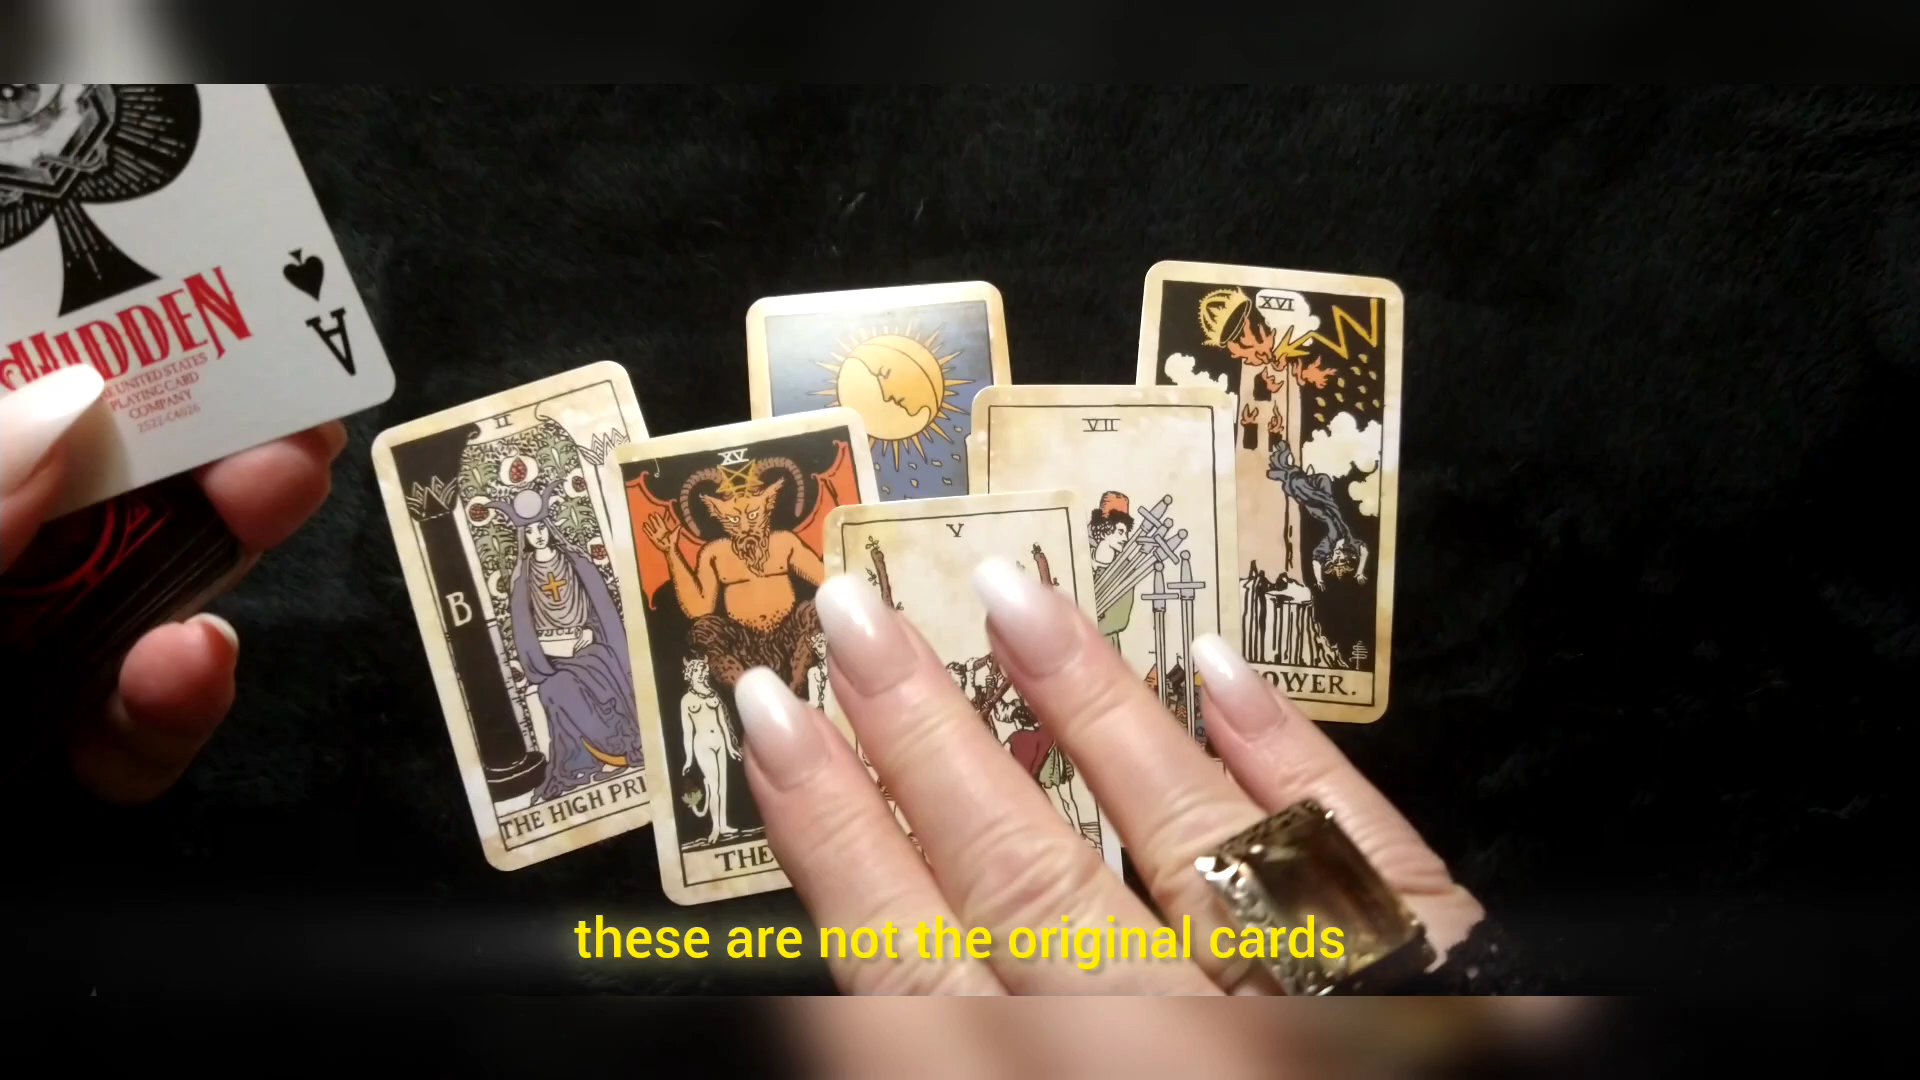 HIDDEN
UNITED STATES
PLAYING CARD
COMPANY
A
II
B
THE HIGH PRI
XV
THE
V
VII
XVI
OWER.
these are not the original cards